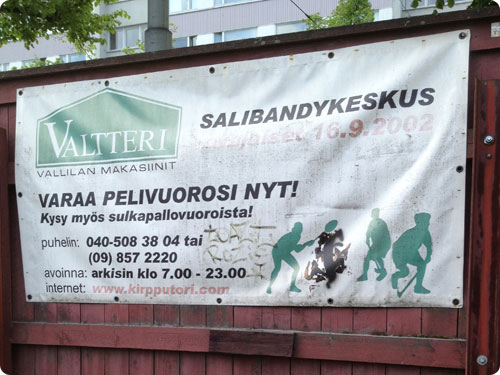 VALTTERI
VALLILAN MAKASIINIT
SALIBANDYKESKUS
16.9.2002
VARAA PELIVUOROSI NYT!
Kysy myös sulkapallovuoroista!
puhelin: 040-508 38 04 tai
(09) 857 2220
avoinna: arkisin klo 7.00 - 23.00
internet: www.kirpputori.com